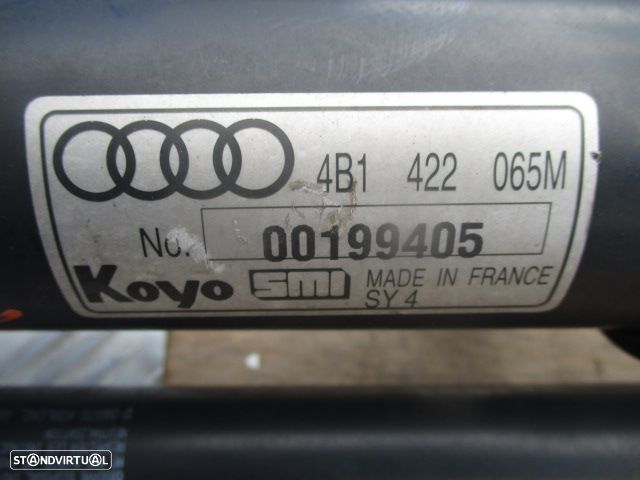 4B1 422 065M
No. 00199405
Koyo SMI MADE IN FRANCE
SY 4
STANDVIRTUAL